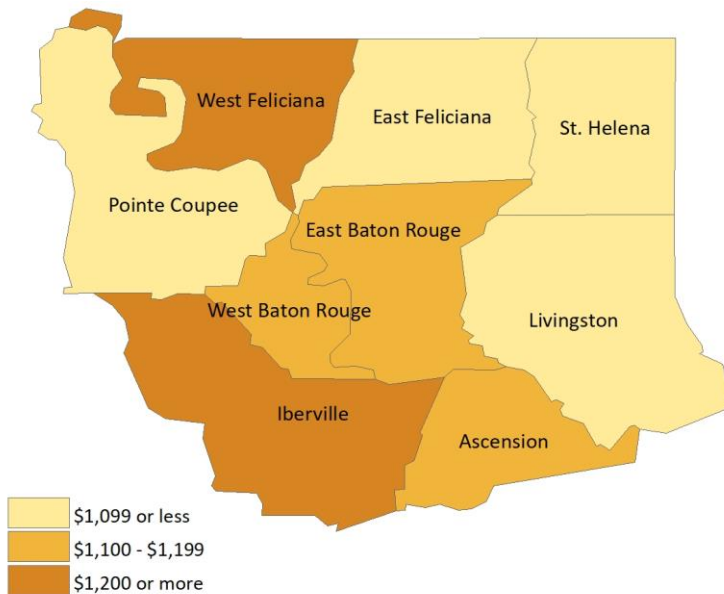 West Feliciana
East Feliciana
St. Helena
Pointe Coupee
East Baton Rouge
West Baton Rouge
Livingston
Iberville
Ascension
$1,099 or less
$1,100 - $1,199
$1,200 or more